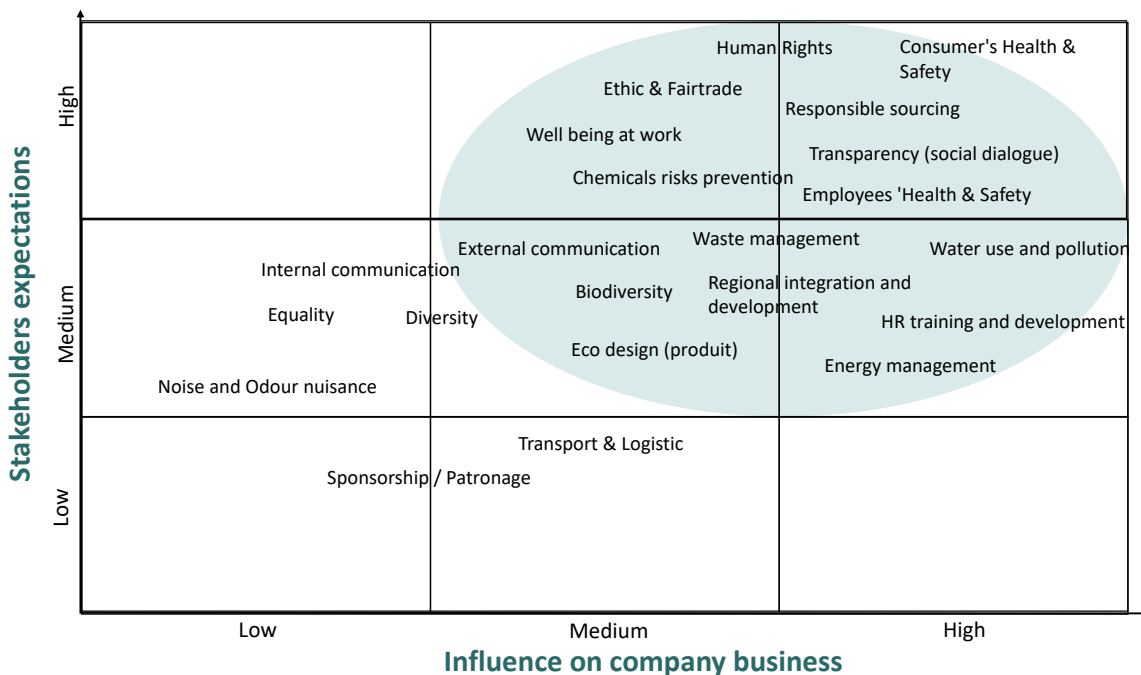 Human Rights
Consumer's Health &
Safety
Ethic & Fairtrade
Responsible sourcing
Well being at work
Transparency (social dialogue)
Chemicals risks prevention
Employees 'Health & Safety
High
External communication
Waste management
Water use and pollution
Internal communication
Biodiversity
Regional integration and
development
Equality
Diversity
HR training and development
Eco design (produit)
Energy management
Noise and Odour nuisance
Medium
Transport & Logistic
Sponsorship / Patronage
Low
Stakeholders expectations
Low
Medium
High
Influence on company business